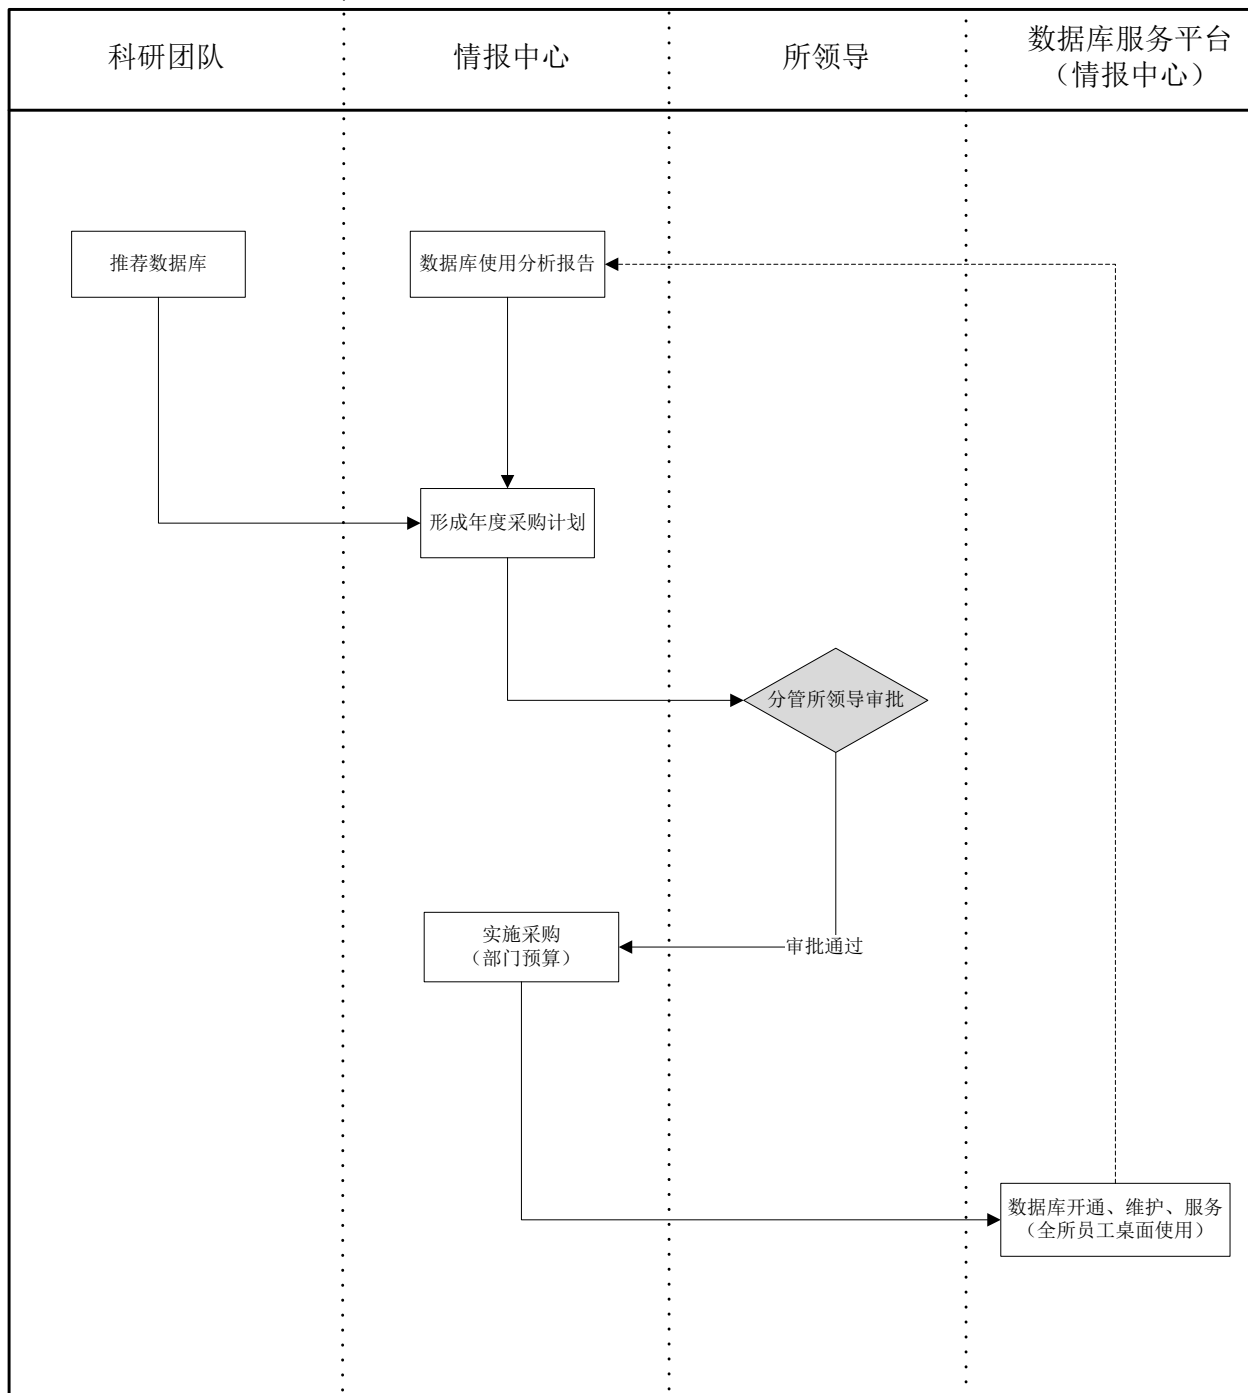 科研团队
情报中心
所领导
数据库服务平台
（情报中心）
推荐数据库
数据库使用分析报告
形成年度采购计划
分管所领导审批
实施采购
（部门预算）
审批通过
数据库开通、维护、服务
（全所员工桌面使用）